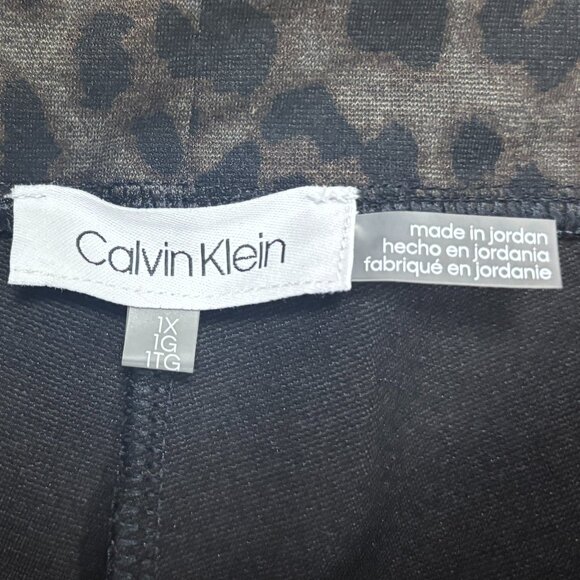 Calvin Klein
1X
1G
1TG
made in jordan
hecho en jordania
fabriqué en jordanie